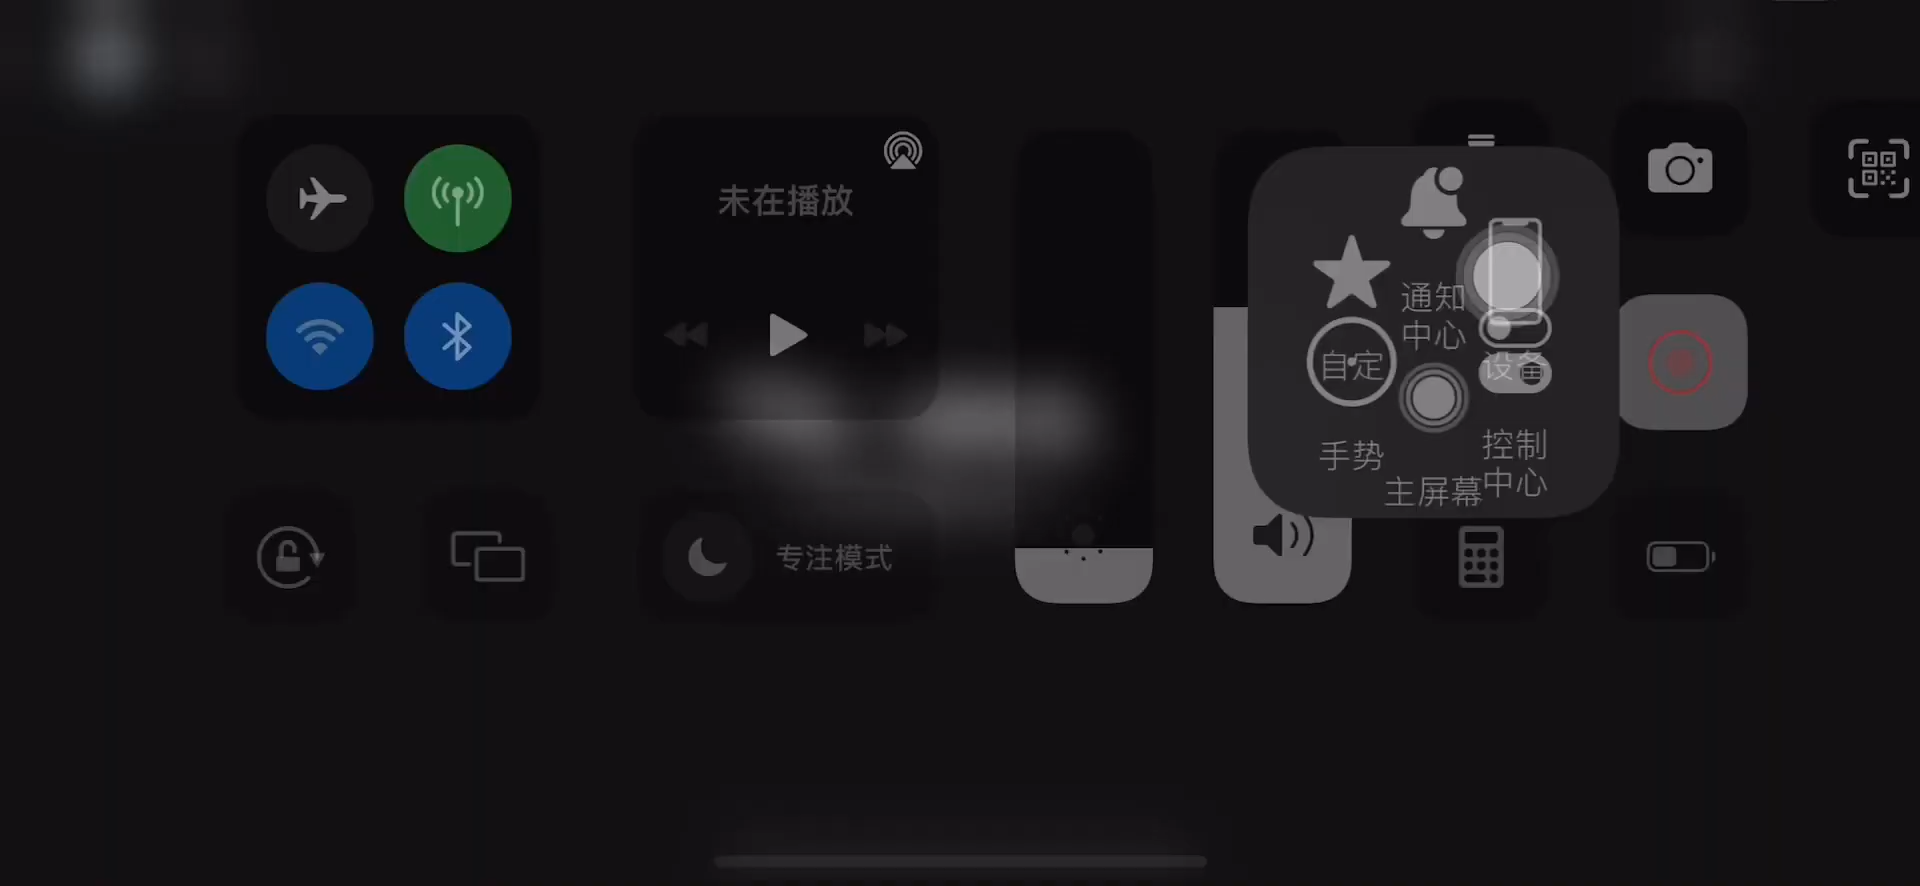 未在播放
通知
中心
自定
设备
手势
控制
中心
主屏幕
专注模式